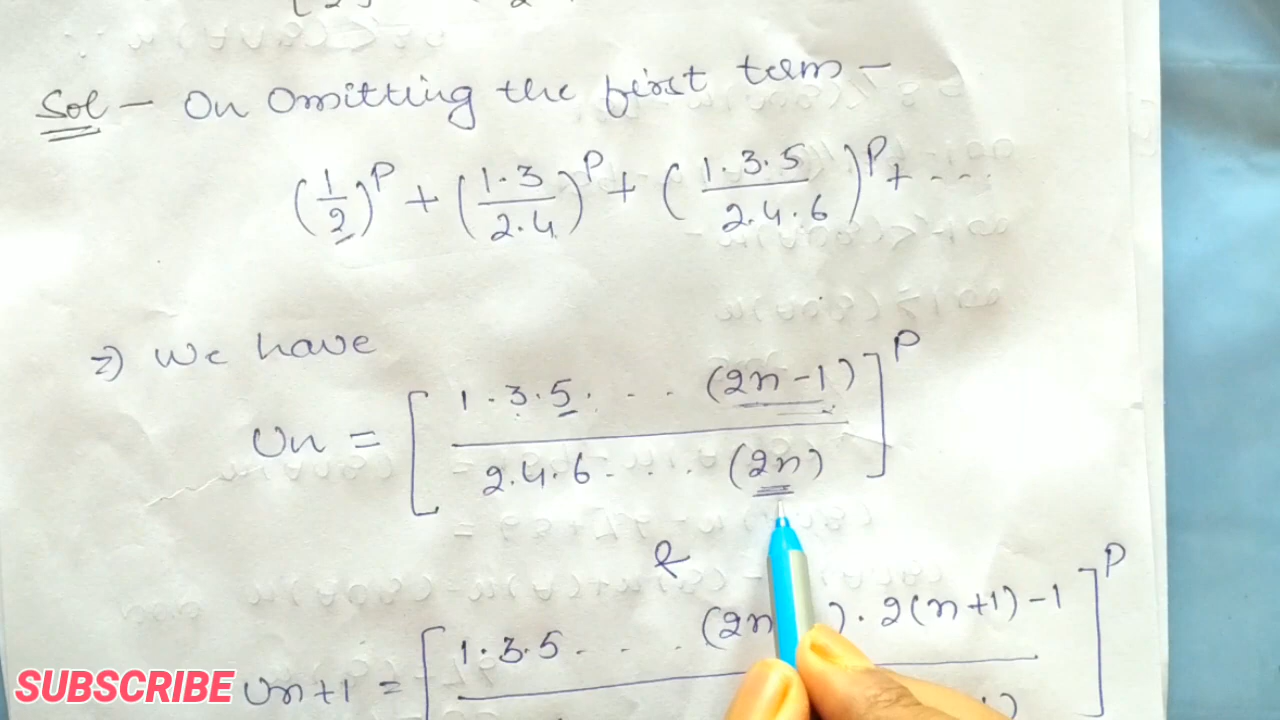 Sol - On Omitting the first term -
(1/2)^P + (1.3/2.4)^P + (1.3.5/2.4.6)^P + ...
=) We have
Un = [1.3.5. . . (2n-1) / 2.4.6. . . (2n)]^P
&
Un+1 = [1.3.5 . . . (2n ). 2(n+1)-1 / ]^P
SUBSCRIBE